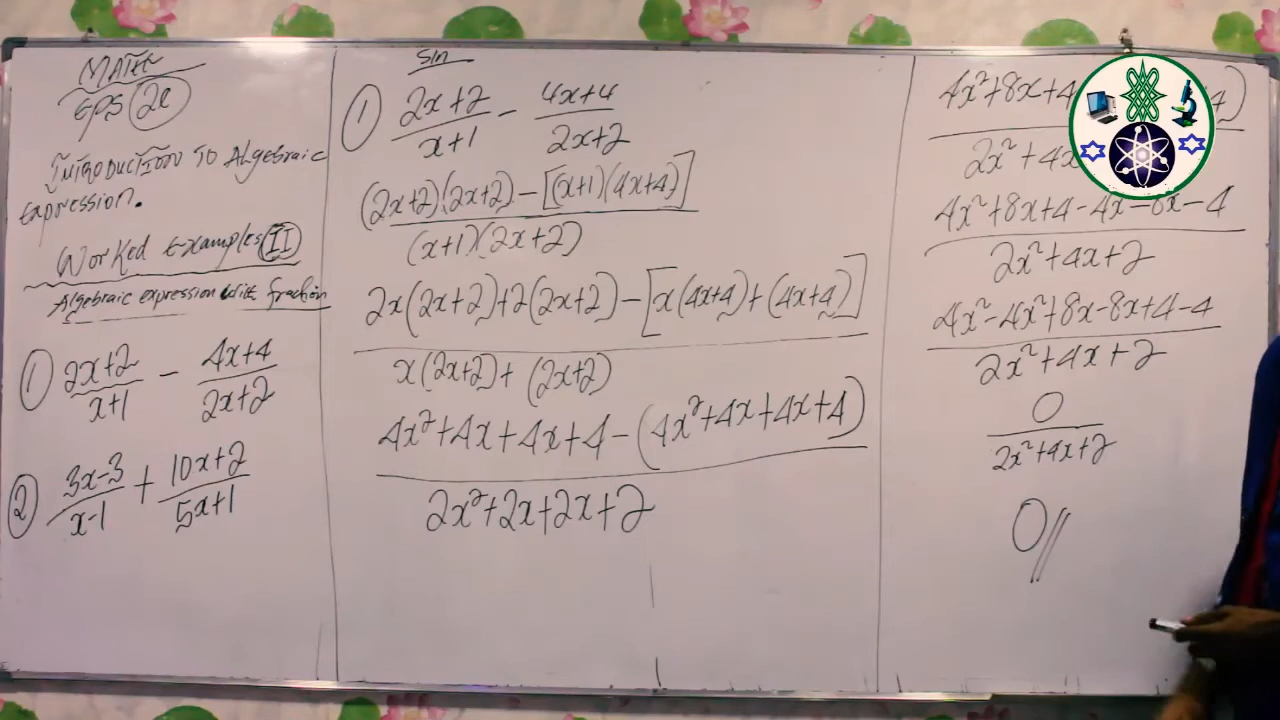 MATHS
EPS 2e
INTRODUCTION TO Algebraic
Expression.
Worked Examples II
Algebraic expression with fraction
① (2x+2)/(x+1) − (4x+4)/(2x+2)
② (3x-3)/(x-1) + (10x+2)/(5x+1)
Sln
① (2x+2)/(x+1) − (4x+4)/(2x+2)
(2x+2)(2x+2) − [(x+1)(4x+4)]
(x+1)(2x+2)
2x(2x+2)+2(2x+2) − [x(4x+4)+(4x+4)]
x(2x+2)+(2x+2)
4x²+4x+4x+4 − (4x²+4x+4x+4)
2x²+2x+2x+2
4x²+8x+4 4)
2x²+4x
4x²+8x+4-4x-8x-4
2x²+4x+2
4x²-4x²+8x-8x+4-4
2x²+4x+2
0
2x²+4x+2
0//